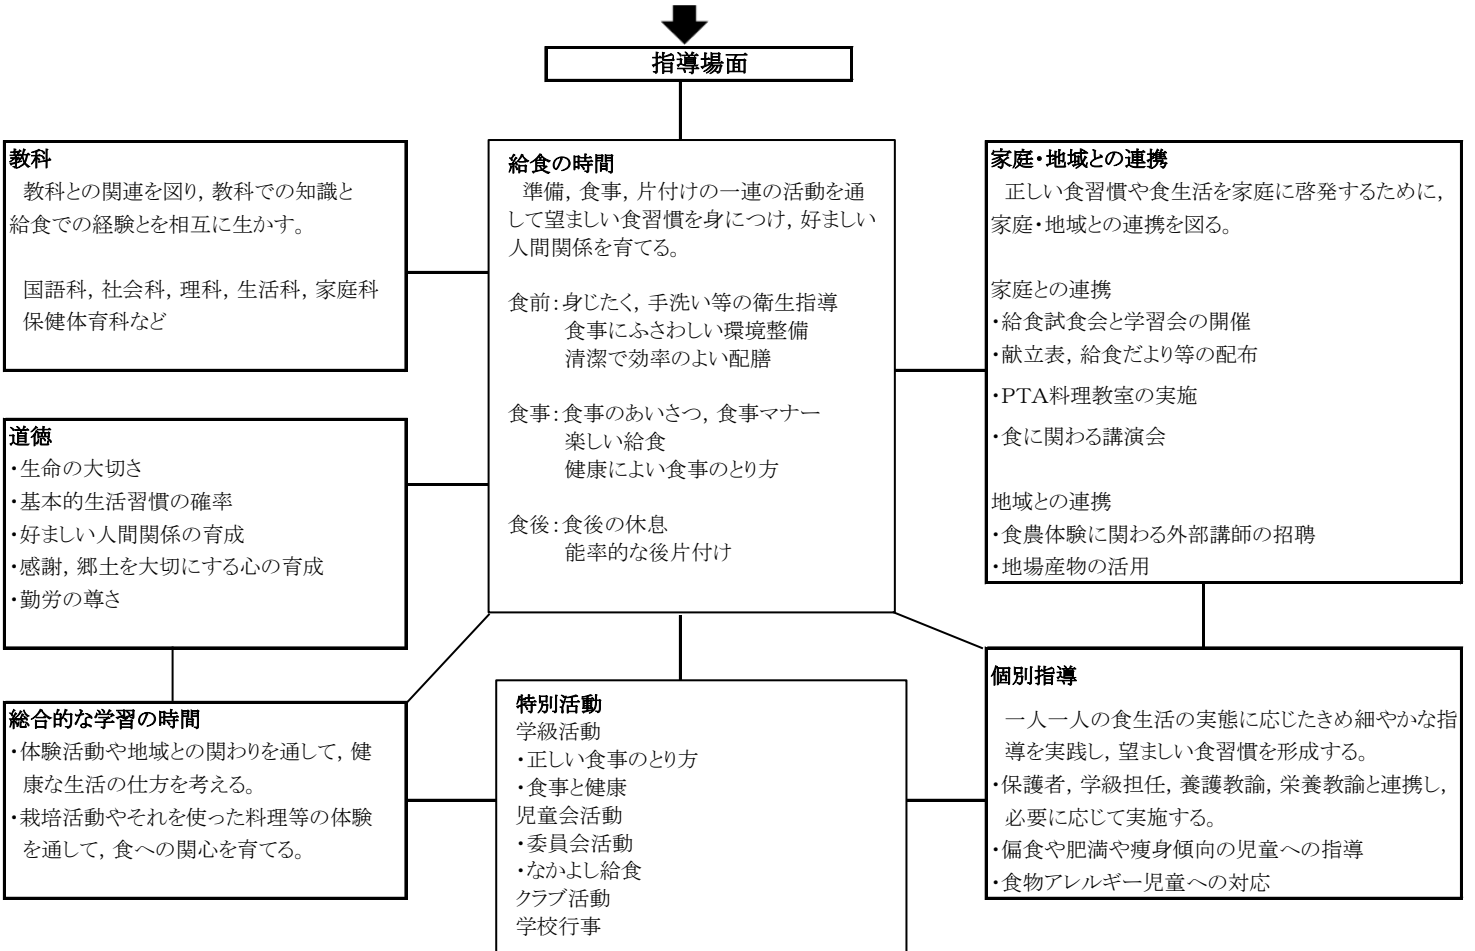 指導場面
教科
教科との関連を図り，教科での知識と
給食での経験とを相互に生かす。
国語科，社会科，理科，生活科，家庭科
保健体育科など
道徳
・生命の大切さ
・基本的生活習慣の確率
・好ましい人間関係の育成
・感謝，郷土を大切にする心の育成
・勤労の尊さ
総合的な学習の時間
・体験活動や地域との関わりを通して，健
康な生活の仕方を考える。
・栽培活動やそれを使った料理等の体験
を通して，食への関心を育てる。
給食の時間
準備，食事，片付けの一連の活動を通
して望ましい食習慣を身につけ，好ましい
人間関係を育てる。
食前：身じたく，手洗い等の衛生指導
食事にふさわしい環境整備
清潔で効率のよい配膳
食事：食事のあいさつ，食事マナー
楽しい給食
健康によい食事のとり方
食後：食後の休息
能率的な後片付け
特別活動
学級活動
・正しい食事のとり方
・食事と健康
児童会活動
・委員会活動
・なかよし給食
クラブ活動
学校行事
家庭・地域との連携
正しい食習慣や食生活を家庭に啓発するために，
家庭・地域との連携を図る。
家庭との連携
・給食試食会と学習会の開催
・献立表，給食だより等の配布
・ＰＴＡ料理教室の実施
・食に関わる講演会
地域との連携
・食農体験に関わる外部講師の招聘
・地場産物の活用
個別指導
一人一人の食生活の実態に応じたきめ細やかな指
導を実践し，望ましい食習慣を形成する。
・保護者，学級担任，養護教諭，栄養教諭と連携し，
必要に応じて実施する。
・偏食や肥満や痩身傾向の児童への指導
・食物アレルギー児童への対応